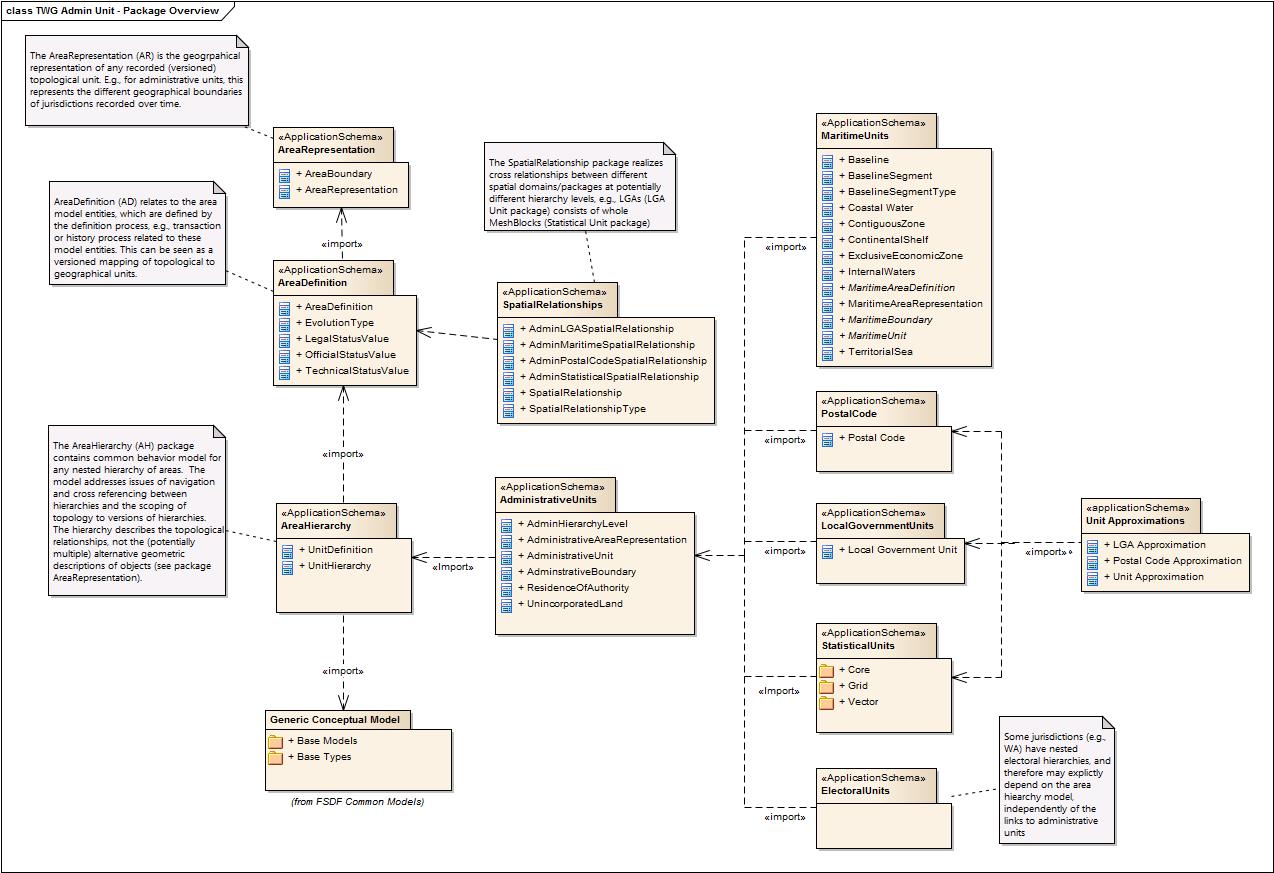 class TWG Admin Unit - Package Overview
The AreaRepresentation (AR) is the geogrpahical
representation of any recorded (versioned)
topological unit. E.g., for administrative units, this
represents the different geographical boundaries
of jurisdictions recorded over time.
«ApplicationSchema»
AreaRepresentation
+ AreaBoundary
+ AreaRepresentation
«import»
AreaDefinition (AD) relates to the area
model entities, which are defined by
the definition process, e.g., transaction
or history process related to these
model entities. This can be seen as a
versioned mapping of topological to
geographical units.
«ApplicationSchema»
AreaDefinition
+ AreaDefinition
+ EvolutionType
+ LegalStatusValue
+ OfficialStatusValue
+ TechnicalStatusValue
«import»
The SpatialRelationship package realizes
cross relationships between different
spatial domains/packages at potentially
different hierarchy levels, e.g., LGAs (LGA
Unit package) consists of whole
MeshBlocks (Statistical Unit package)
«ApplicationSchema»
SpatialRelationships
+ AdminLGASpatialRelationship
+ AdminMaritimeSpatialRelationship
+ AdminPostalCodeSpatialRelationship
+ AdminStatisticalSpatialRelationship
+ SpatialRelationship
+ SpatialRelationshipType
The AreaHierarchy (AH) package
contains common behavior model for
any nested hierarchy of areas. The
model addresses issues of navigation
and cross referencing between
hierarchies and the scoping of
topology to versions of hierarchies.
The hierarchy describes the topological
relationships, not the (potentially
multiple) alternative geometric
descriptions of objects (see package
AreaRepresentation).
«ApplicationSchema»
AreaHierarchy
+ UnitDefinition
+ UnitHierarchy
«Import»
«import»
Generic Conceptual Model
+ Base Models
+ Base Types
(from FSDF Common Models)
«ApplicationSchema»
AdministrativeUnits
+ AdminHierarchyLevel
+ AdministrativeAreaRepresentation
+ AdministrativeUnit
+ AdminstrativeBoundary
+ ResidenceOfAuthority
+ UnincorporatedLand
«ApplicationSchema»
MaritimeUnits
+ Baseline
+ BaselineSegment
+ BaselineSegmentType
+ Coastal Water
+ ContiguousZone
+ ContinentalShelf
+ ExclusiveEconomicZone
+ InternalWaters
+ MaritimeAreaDefinition
+ MaritimeAreaRepresentation
+ MaritimeBoundary
+ MaritimeUnit
+ TerritorialSea
«import»
«ApplicationSchema»
PostalCode
+ Postal Code
«import»
«ApplicationSchema»
LocalGovernmentUnits
+ Local Government Unit
«import»
«ApplicationSchema»
StatisticalUnits
+ Core
+ Grid
+ Vector
«Import»
«ApplicationSchema»
ElectoralUnits
«import»
«applicationSchema»
Unit Approximations
+ LGA Approximation
+ Postal Code Approximation
+ Unit Approximation
«import»
Some jurisdictions (e.g.,
WA) have nested
electoral hierarchies, and
therefore may explictly
depend on the area
hiearchy model,
independently of the
links to administrative
units